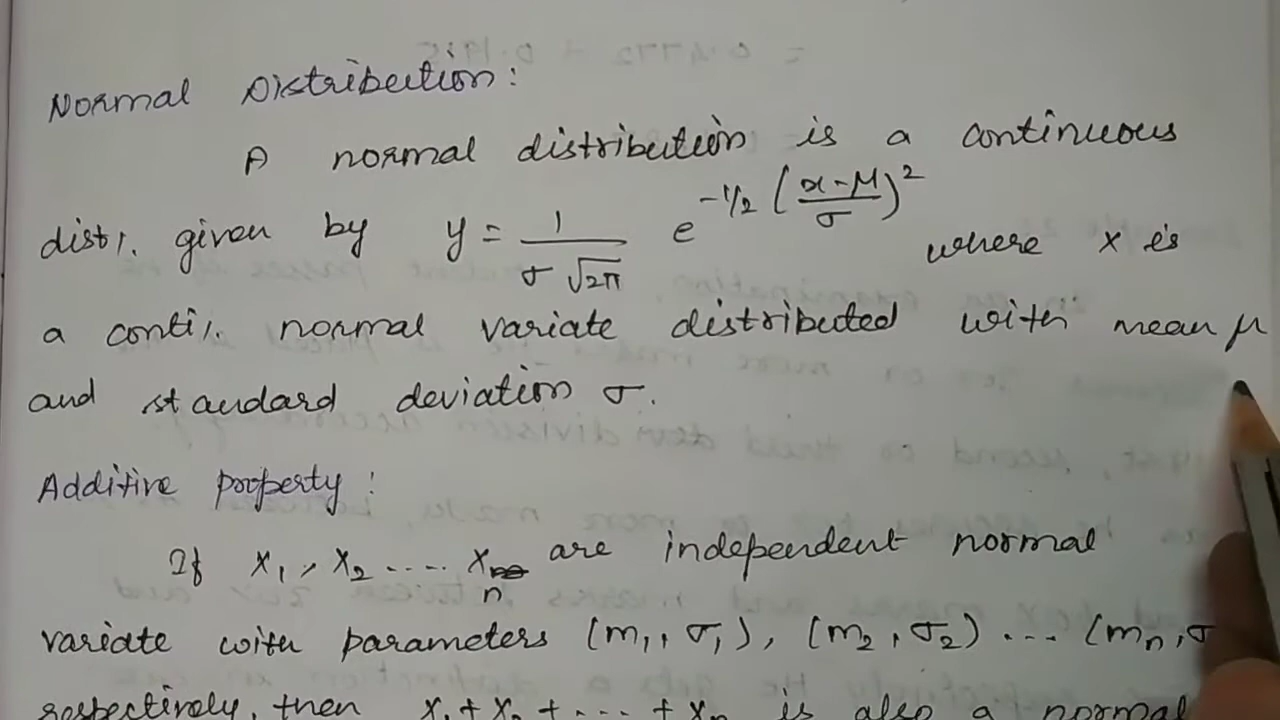 Normal Distribution:
A normal distribution is a continuous
dist/. given by y = 1/(σ √2π) e^(-1/2 ((x-μ)/σ)^2) where x is
a conti/. normal variate distributed with mean μ
and standard deviation σ.
Additive property:
If x₁, x₂ .... xₙ are independent normal
variate with parameters (m₁, σ₁), (m₂, σ₂) ... (mₙ, σ
respectively, then x₁ + x₂ + ... + xₙ is also a normal